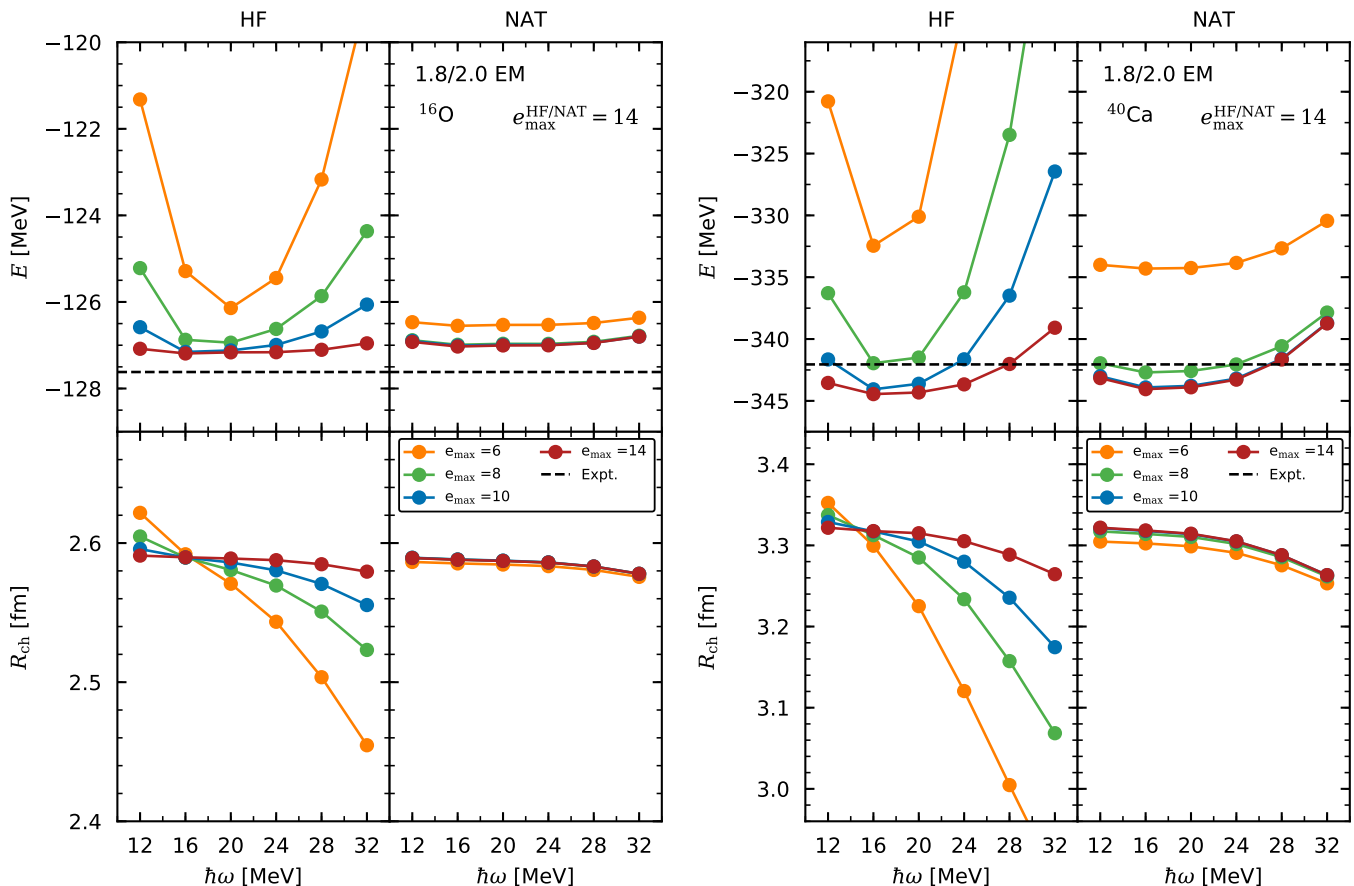 HF NAT
−120
−122
−124
−126
−128
E [MeV]
1.8/2.0 EM
¹⁶O e_max^HF/NAT = 14
2.6
2.5
2.4
R_ch [fm]
e_max =6 e_max =14
e_max =8 Expt.
e_max =10
12 16 20 24 28 32 12 16 20 24 28 32
ℏω [MeV] ℏω [MeV]
HF NAT
−320
−325
−330
−335
−340
−345
E [MeV]
1.8/2.0 EM
⁴⁰Ca e_max^HF/NAT = 14
3.4
3.3
3.2
3.1
3.0
R_ch [fm]
e_max =6 e_max =14
e_max =8 Expt.
e_max =10
12 16 20 24 28 32 12 16 20 24 28 32
ℏω [MeV] ℏω [MeV]